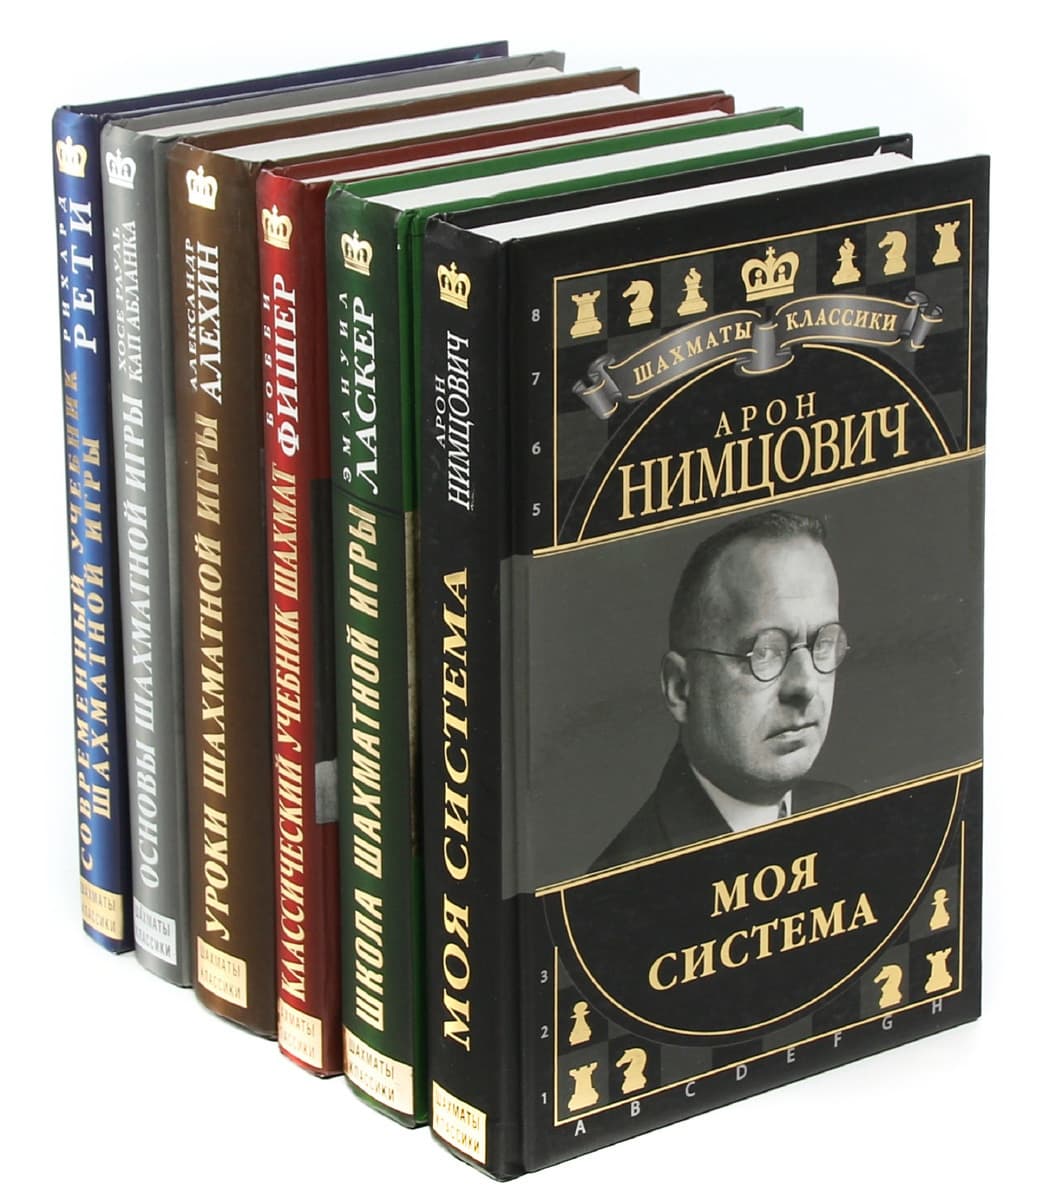 РИХАРД
РЕТИ
СОВРЕМЕННЫЙ УЧЕБНИК
ШАХМАТНОЙ ИГРЫ
ШАХМАТЫ
КЛАССИКИ
ХОСЕ РАУЛЬ
КАПАБЛАНКА
ОСНОВЫ ШАХМАТНОЙ ИГРЫ
ШАХМАТЫ
КЛАССИКИ
АЛЕКСАНДР
АЛЕХИН
УРОКИ ШАХМАТНОЙ ИГРЫ
ШАХМАТЫ
КЛАССИКИ
БОББИ
ФИШЕР
КЛАССИЧЕСКИЙ УЧЕБНИК ШАХМАТ
ШАХМАТЫ
КЛАССИКИ
ЭМАНУИЛ
ЛАСКЕР
ШКОЛА ШАХМАТНОЙ ИГРЫ
ШАХМАТЫ
КЛАССИКИ
АРОН
НИМЦОВИЧ
МОЯ СИСТЕМА
ШАХМАТЫ
КЛАССИКИ
ШАХМАТЫ КЛАССИКИ
АРОН
НИМЦОВИЧ
МОЯ
СИСТЕМА
8
7
6
5
3
2
1
A B C D E F G H